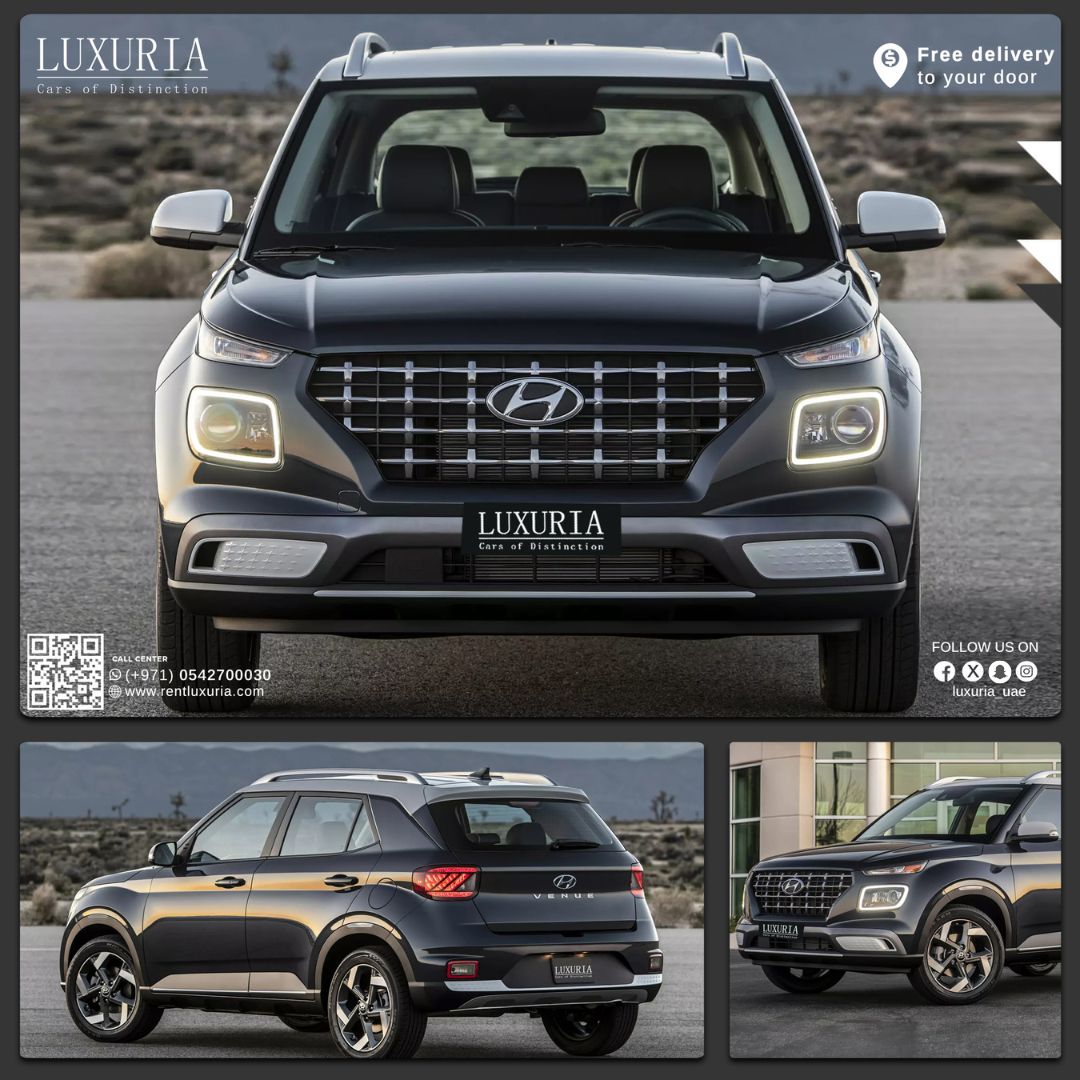 LUXURIA
Cars of Distinction
Free delivery
to your door
LUXURIA
Cars of Distinction
CALL CENTER
(+971) 0542700030
www.rentluxuria.com
FOLLOW US ON
luxuria_uae
VENUE
LUXURIA
LUXURIA